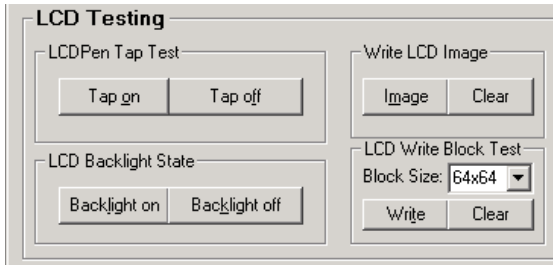 LCD Testing
LCDPen Tap Test
Tap on
Tap off
Write LCD Image
Image
Clear
LCD Backlight State
Backlight on
Backlight off
LCD Write Block Test
Block Size: 64x64
Write
Clear